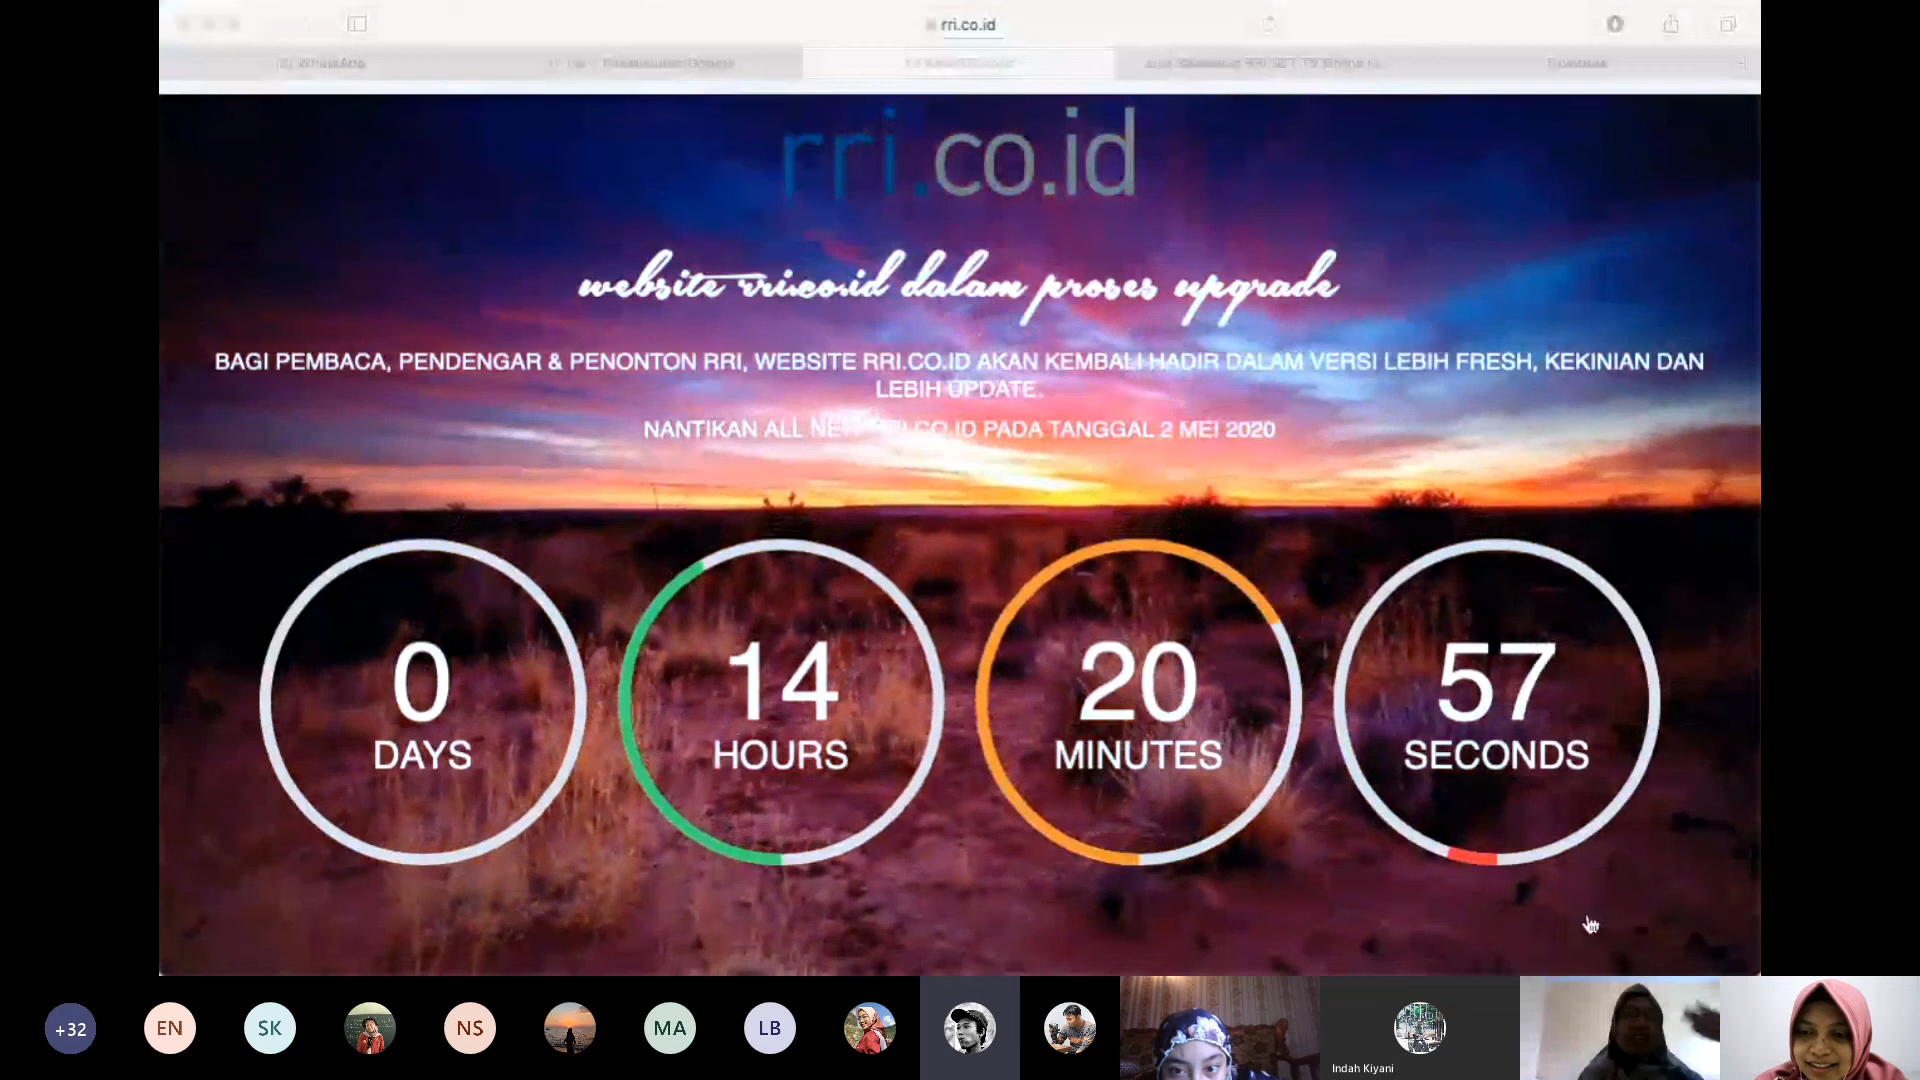 rri.co.id
WhatsApp
rri.co.id
website rri.co.id dalam proses upgrade
BAGI PEMBACA, PENDENGAR & PENONTON RRI, WEBSITE RRI.CO.ID AKAN KEMBALI HADIR DALAM VERSI LEBIH FRESH, KEKINIAN DAN
LEBIH UPDATE.
NANTIKAN ALL NEW RRI.CO.ID PADA TANGGAL 2 MEI 2020
0
DAYS
14
HOURS
20
MINUTES
57
SECONDS
+32
EN
SK
NS
MA
LB
Indah Kiyani